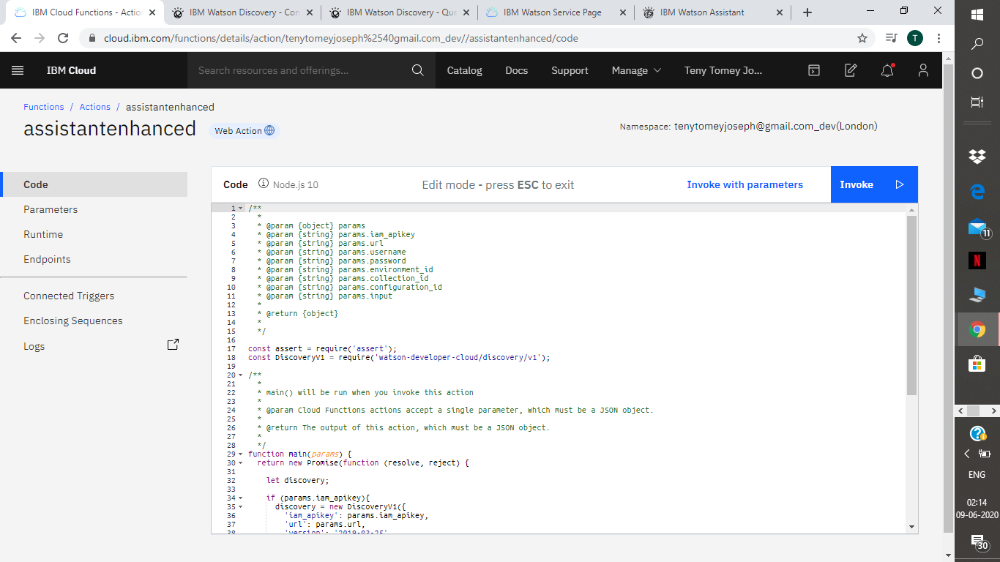 IBM Cloud Functions - Actio
IBM Watson Discovery - Con
IBM Watson Discovery - Que
IBM Watson Service Page
IBM Watson Assistant
cloud.ibm.com/functions/details/action/tenytomeyjoseph%2540gmail.com_dev//assistantenhanced/code
T
IBM Cloud
Search resources and offerings...
Catalog
Docs
Support
Manage
Teny Tomey Jo...
Functions / Actions / assistantenhanced
assistantenhanced
Web Action
Namespace: tenytomeyjoseph@gmail.com_dev(London)
Code
Parameters
Runtime
Endpoints
Connected Triggers
Enclosing Sequences
Logs
Code
Node.js 10
Edit mode - press ESC to exit
Invoke with parameters
Invoke
1 /**
2 *
3 * @param {object} params
4 * @param {string} params.iam_apikey
5 * @param {string} params.url
6 * @param {string} params.username
7 * @param {string} params.password
8 * @param {string} params.environment_id
9 * @param {string} params.collection_id
10 * @param {string} params.configuration_id
11 * @param {string} params.input
12 *
13 * @return {object}
14 *
15 */
16
17 const assert = require('assert');
18 const DiscoveryV1 = require('watson-developer-cloud/discovery/v1');
19
20 /**
21 *
22 * main() will be run when you invoke this action
23 *
24 * @param Cloud Functions actions accept a single parameter, which must be a JSON object.
25 *
26 * @return The output of this action, which must be a JSON object.
27 *
28 */
29 function main(params) {
30 return new Promise(function (resolve, reject) {
31
32 let discovery;
33
34 if (params.iam_apikey){
35 discovery = new DiscoveryV1({
36 'iam_apikey': params.iam_apikey,
37 'url': params.url,
38 'version': '2019-03-25',
11
ENG
02:14
09-06-2020
30